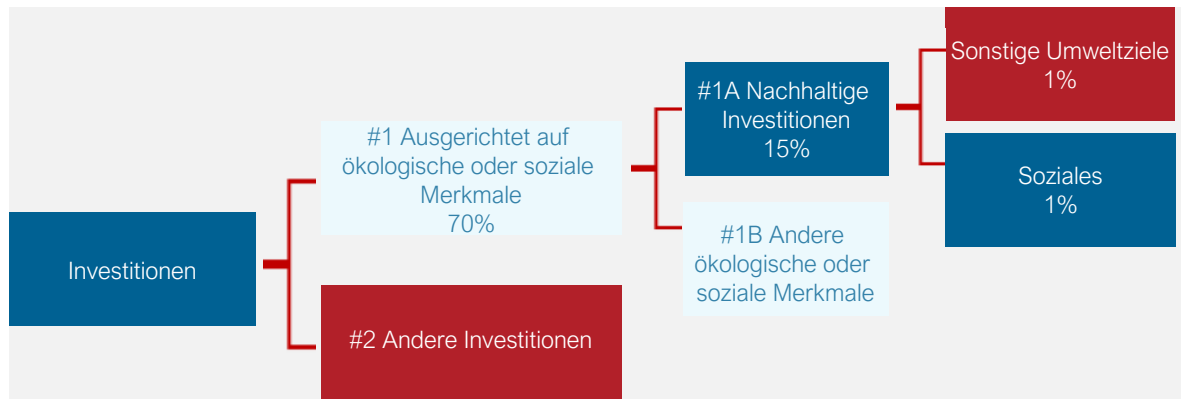 Investitionen
#1 Ausgerichtet auf
ökologische oder soziale
Merkmale
70%
#2 Andere Investitionen
#1A Nachhaltige
Investitionen
15%
#1B Andere
ökologische oder
soziale Merkmale
Sonstige Umweltziele
1%
Soziales
1%